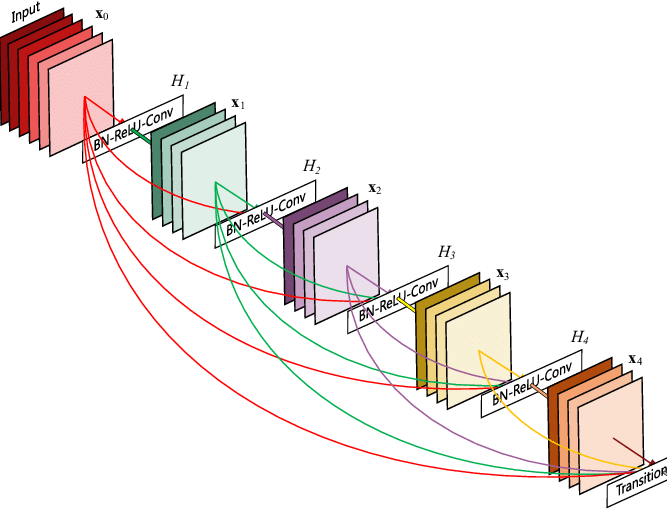 Input
x0
H1
BN-ReLU-Conv
x1
H2
BN-ReLU-Conv
x2
H3
BN-ReLU-Conv
x3
H4
BN-ReLU-Conv
x4
Transition